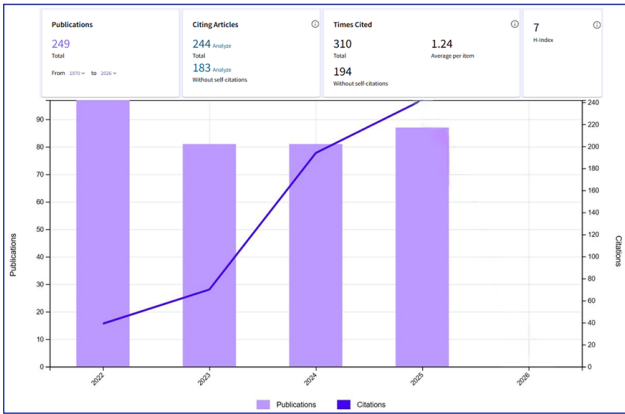 Publications
249
Total
From 1970 to 2026
Citing Articles
244 Analyze
Total
183 Analyze
Without self-citations
Times Cited
310
Total
194
Without self-citations
1.24
Average per item
7
H-Index
Publications
90
80
70
60
50
40
30
20
10
0
240
220
200
180
160
140
120
100
80
60
40
20
0
Citations
2022
2023
2024
2025
2026
Publications
Citations